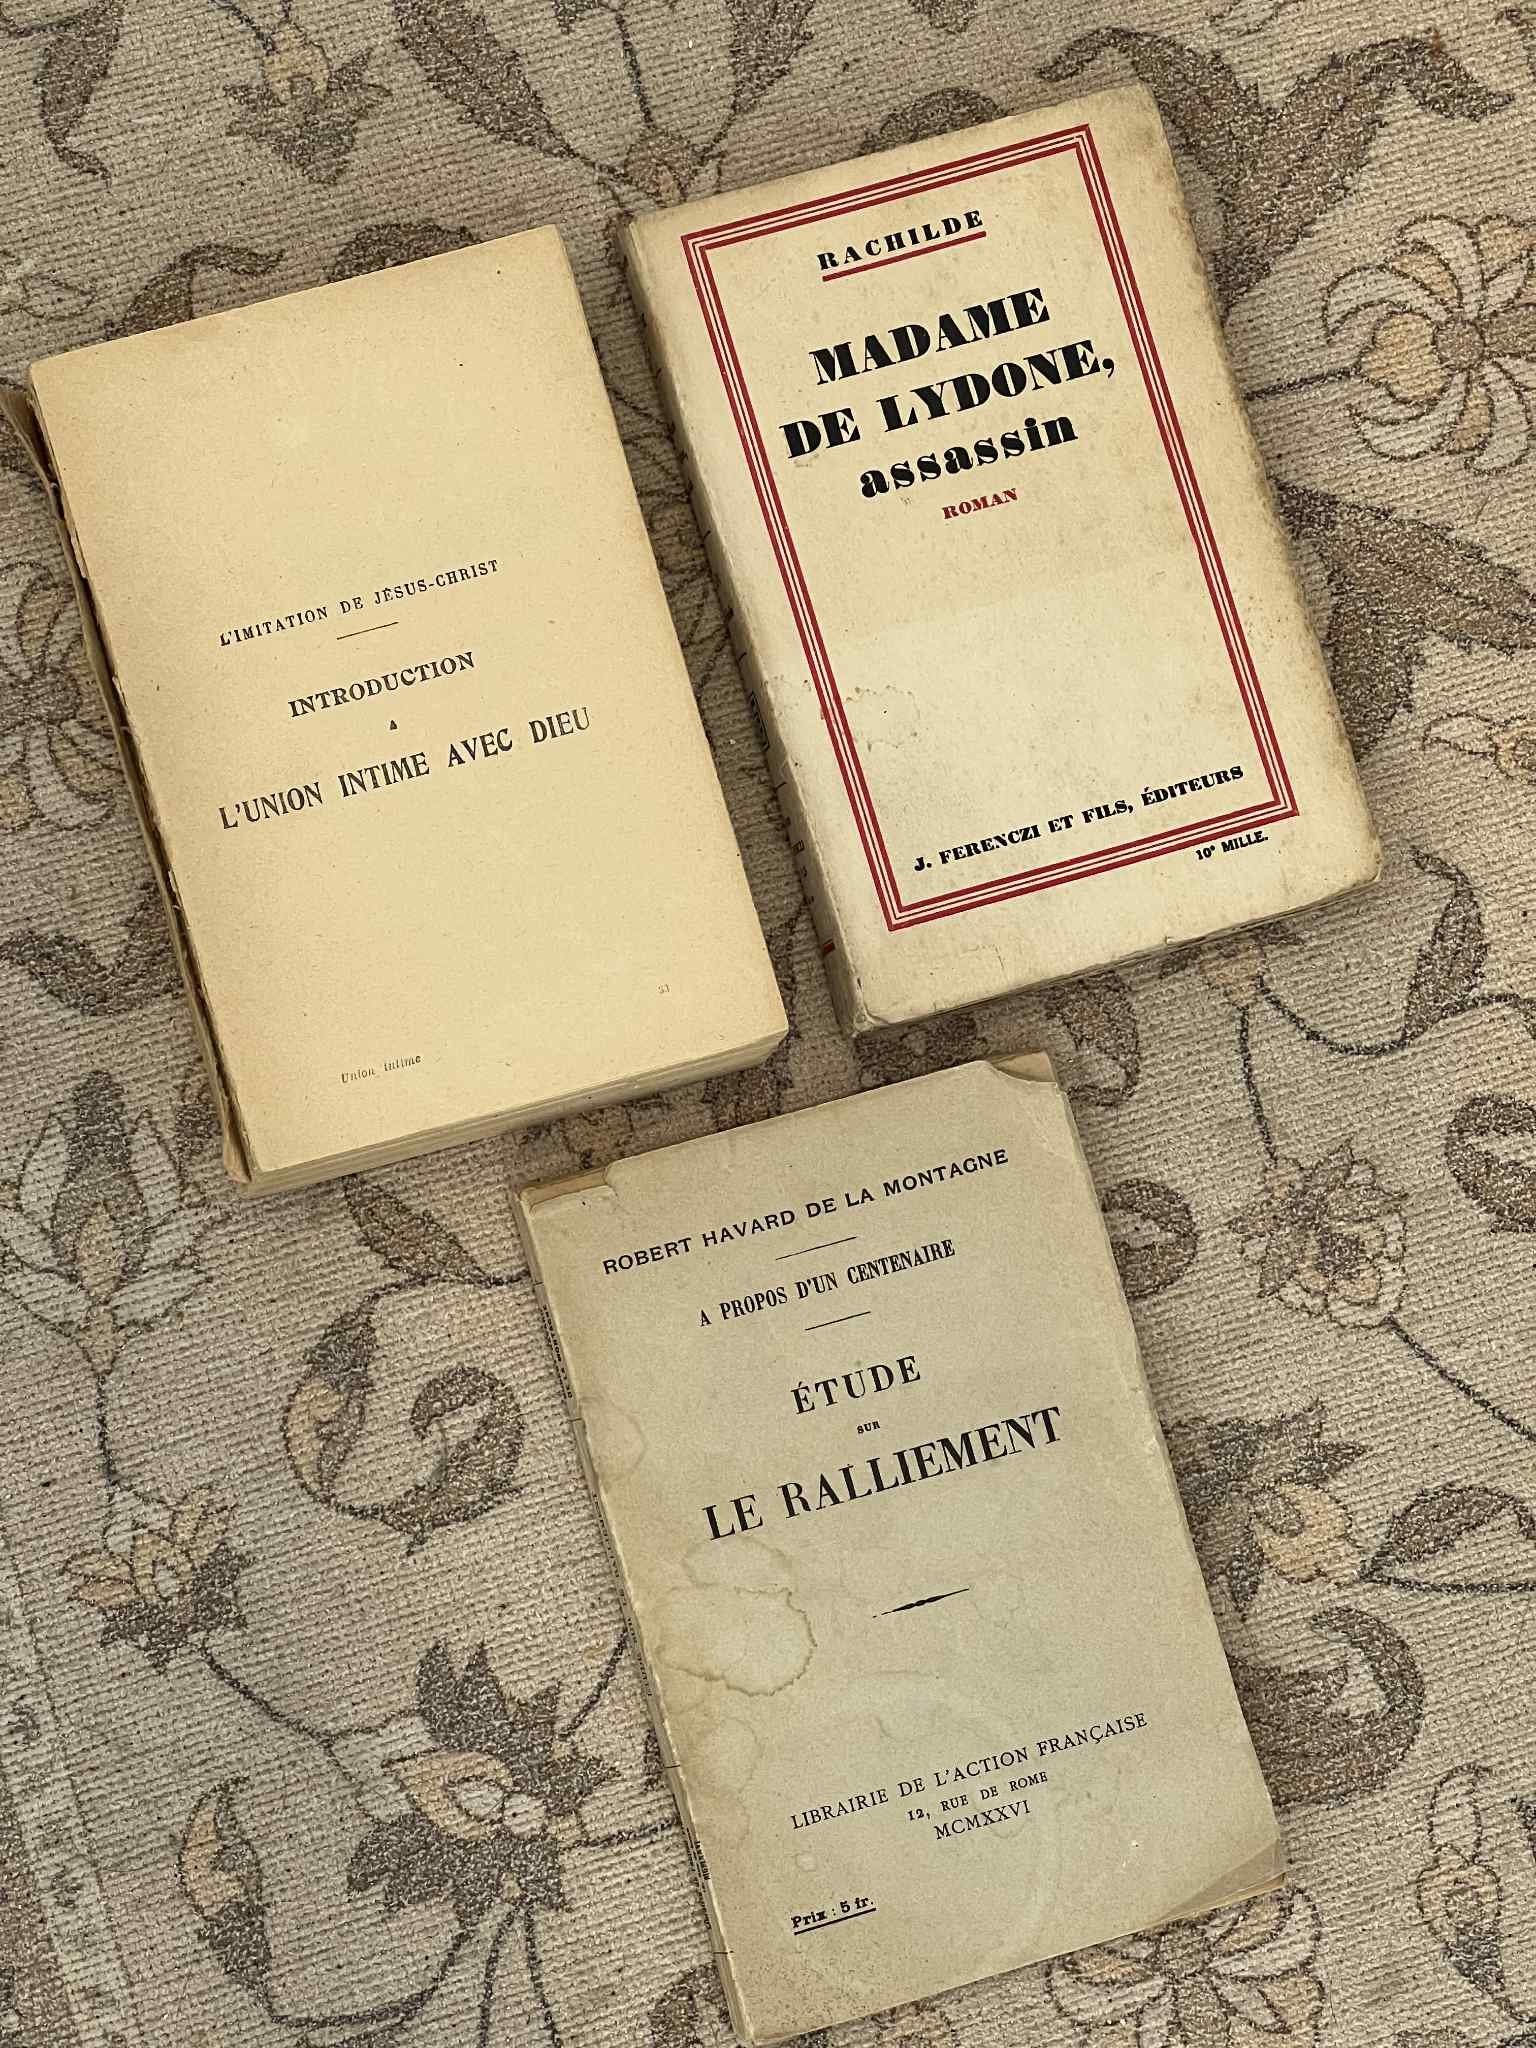 L'IMITATION DE JÉSUS-CHRIST
INTRODUCTION
A
L'UNION INTIME AVEC DIEU
33
Union intime
RACHILDE
MADAME
DE LYDONE,
assassin
ROMAN
J. FERENCZI ET FILS, ÉDITEURS
10e MILLE.
ROBERT HAVARD DE LA MONTAGNE
A PROPOS D'UN CENTENAIRE
ÉTUDE
SUR
LE RALLIEMENT
LIBRAIRIE DE L'ACTION FRANÇAISE
12, RUE DE ROME
MCMXXVI
Prix : 5 fr.